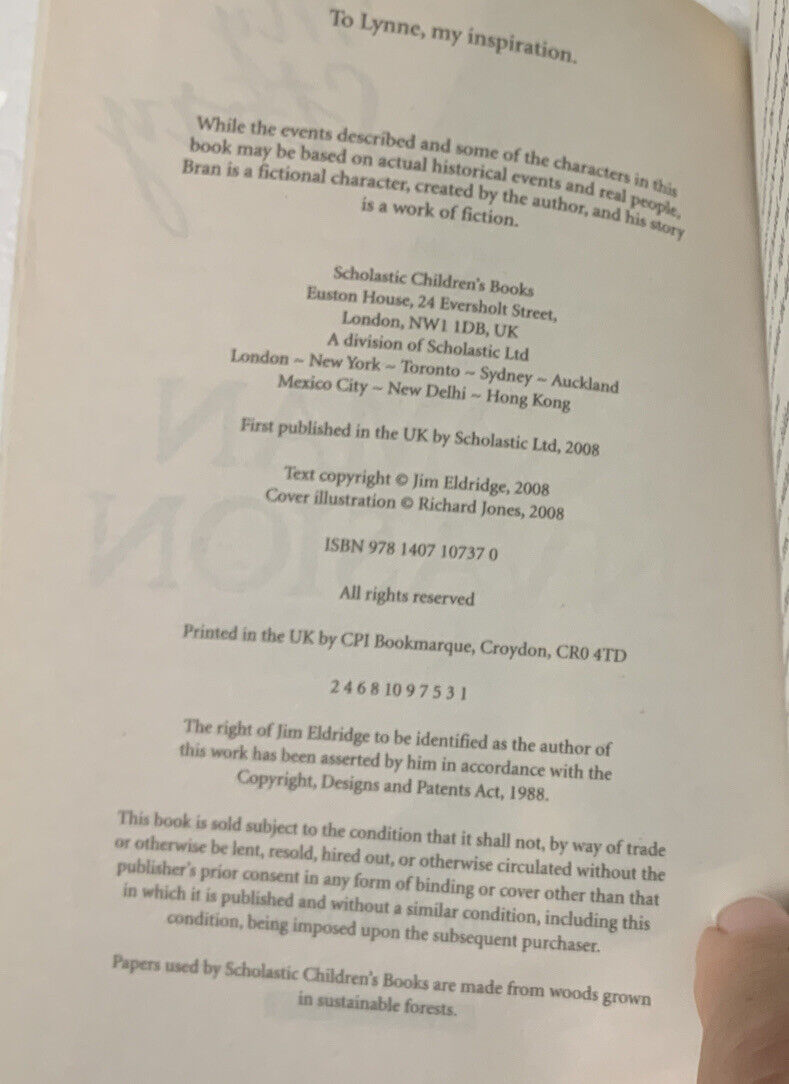 To Lynne, my inspiration.
While the events described and some of the characters in this
book may be based on actual historical events and real people,
Bran is a fictional character, created by the author, and his story
is a work of fiction.
Scholastic Children's Books
Euston House, 24 Eversholt Street,
London, NW1 1DB, UK
A division of Scholastic Ltd
London ~ New York ~ Toronto ~ Sydney ~ Auckland
Mexico City ~ New Delhi ~ Hong Kong
First published in the UK by Scholastic Ltd, 2008
Text copyright © Jim Eldridge, 2008
Cover illustration © Richard Jones, 2008
ISBN 978 1407 10737 0
All rights reserved
Printed in the UK by CPI Bookmarque, Croydon, CR0 4TD
2 4 6 8 10 9 7 5 3 1
The right of Jim Eldridge to be identified as the author of
this work has been asserted by him in accordance with the
Copyright, Designs and Patents Act, 1988.
This book is sold subject to the condition that it shall not, by way of trade
or otherwise be lent, resold, hired out, or otherwise circulated without the
publisher's prior consent in any form of binding or cover other than that
in which it is published and without a similar condition, including this
condition, being imposed upon the subsequent purchaser.
Papers used by Scholastic Children's Books are made from woods grown
in sustainable forests.